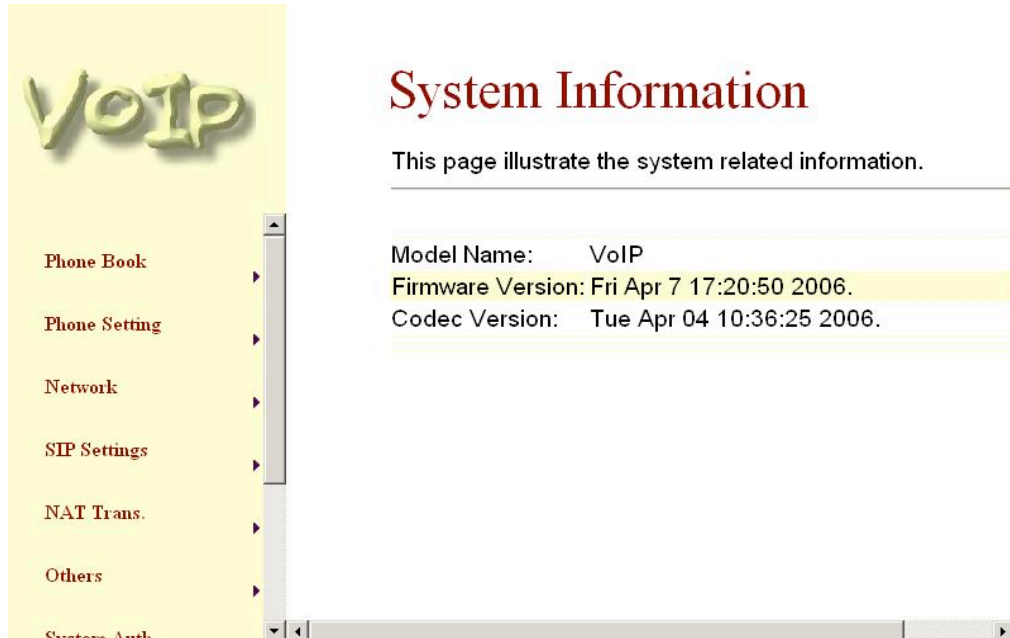 VoIP
Phone Book
Phone Setting
Network
SIP Settings
NAT Trans.
Others
System Auth
System Information
This page illustrate the system related information.
Model Name: VoIP
Firmware Version: Fri Apr 7 17:20:50 2006.
Codec Version: Tue Apr 04 10:36:25 2006.